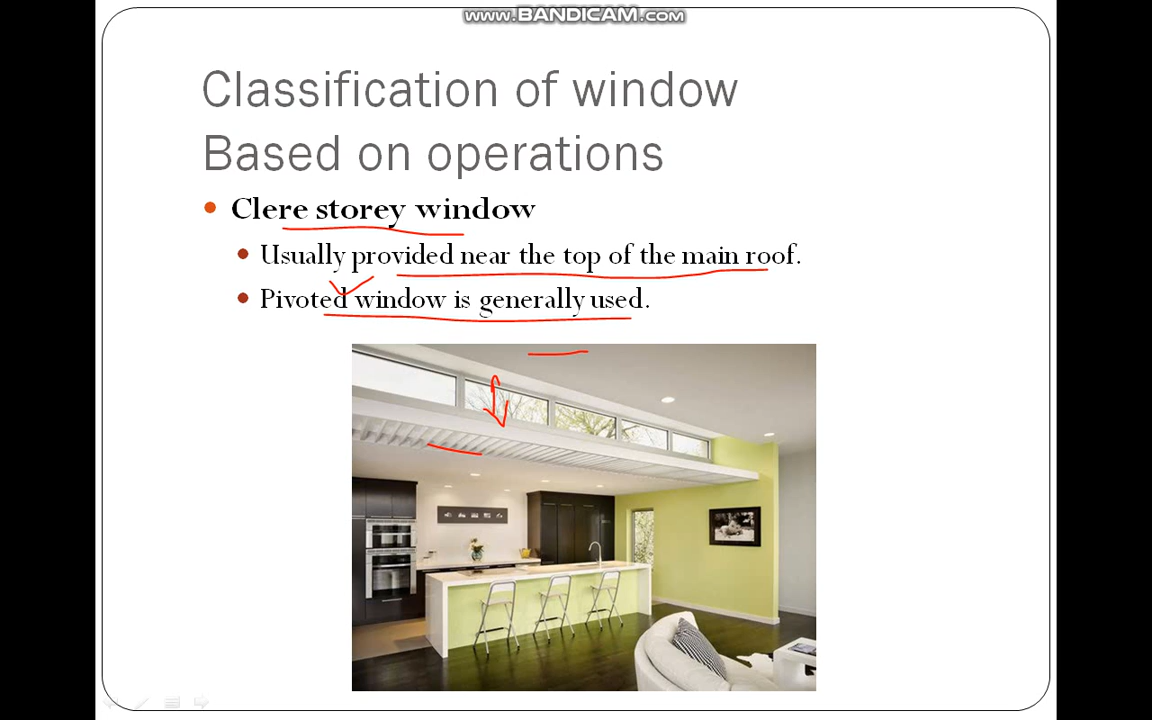 www.BANDICAM.com
Classification of window
Based on operations
Clere storey window
Usually provided near the top of the main roof.
Pivoted window is generally used.